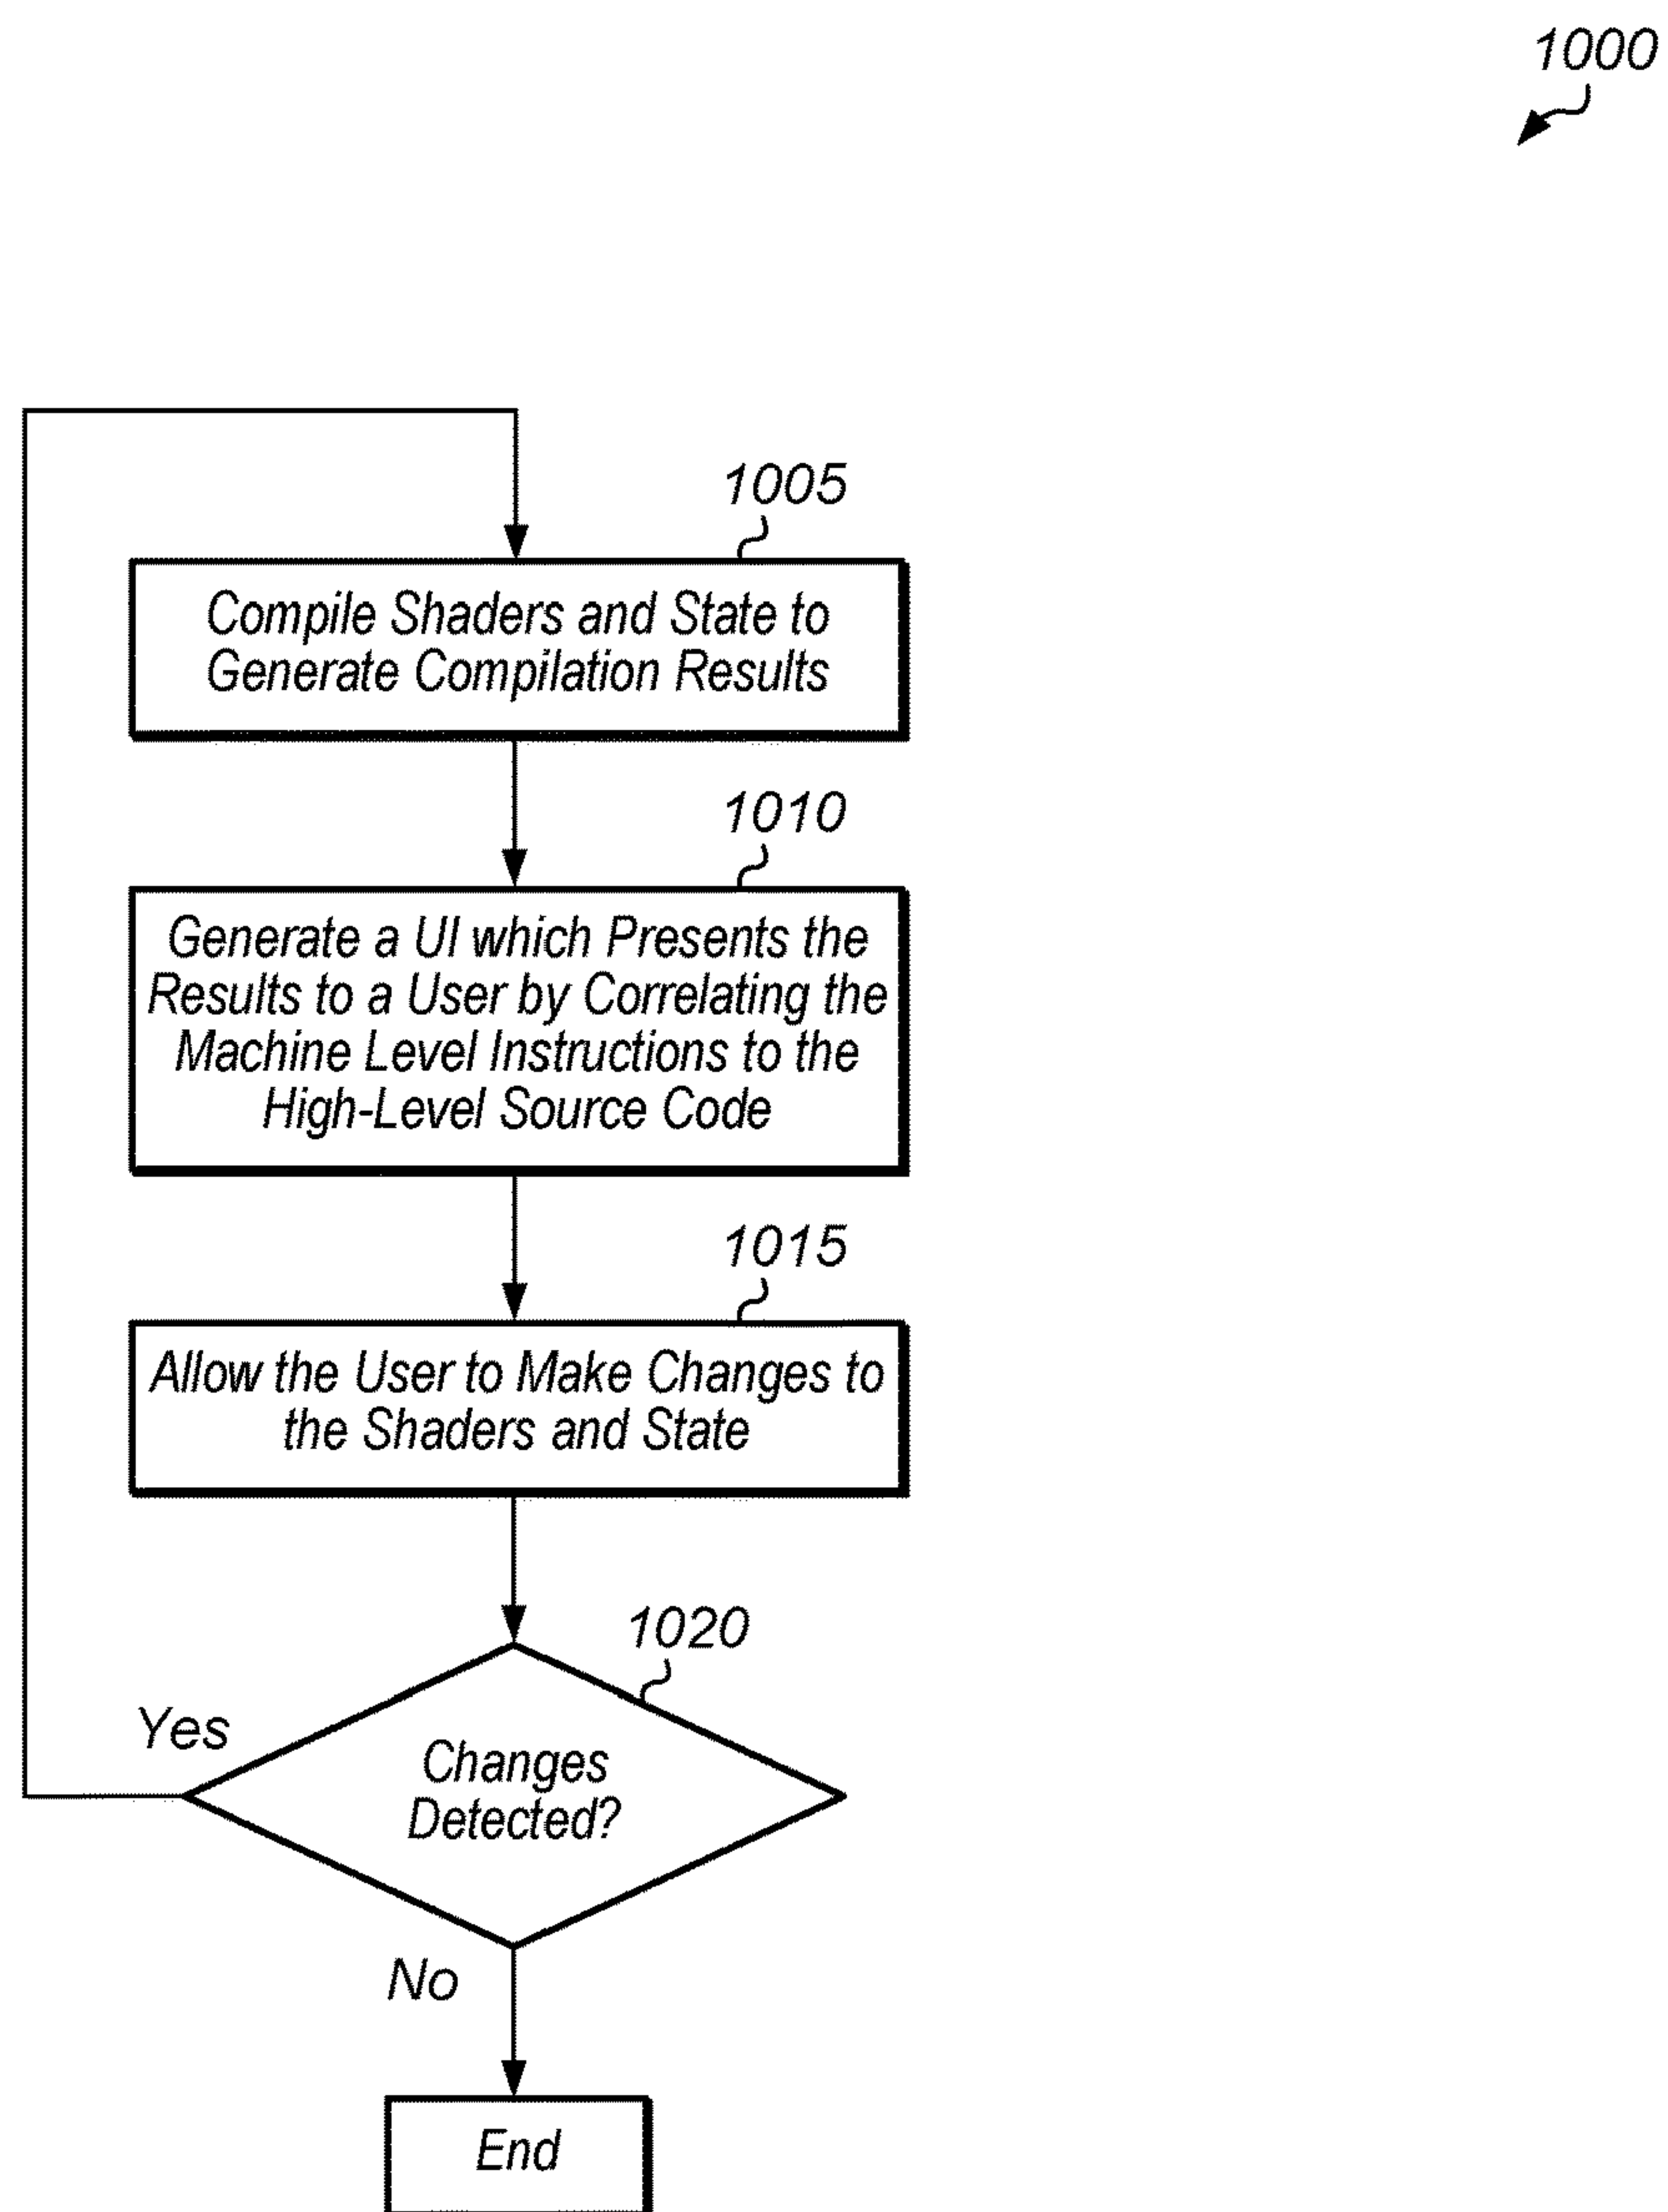 1000
1005
Compile Shaders and State to
Generate Compilation Results
1010
Generate a UI which Presents the
Results to a User by Correlating the
Machine Level Instructions to the
High-Level Source Code
1015
Allow the User to Make Changes to
the Shaders and State
1020
Yes
Changes
Detected?
No
End